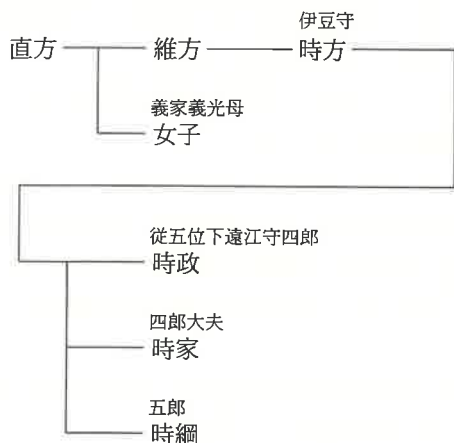 伊豆守
直方 維方 時方
義家義光母
女子
従五位下遠江守四郎
時政
四郎大夫
時家
五郎
時綱